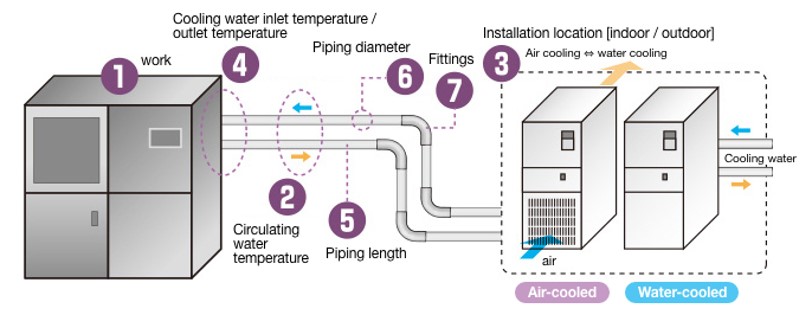 Cooling water inlet temperature /
outlet temperature
1
work
4
Piping diameter
6
Fittings
7
3
Installation location [indoor / outdoor]
Air cooling ⇔ water cooling
2
Circulating
water
temperature
5
Piping length
Cooling water
air
Air-cooled
Water-cooled